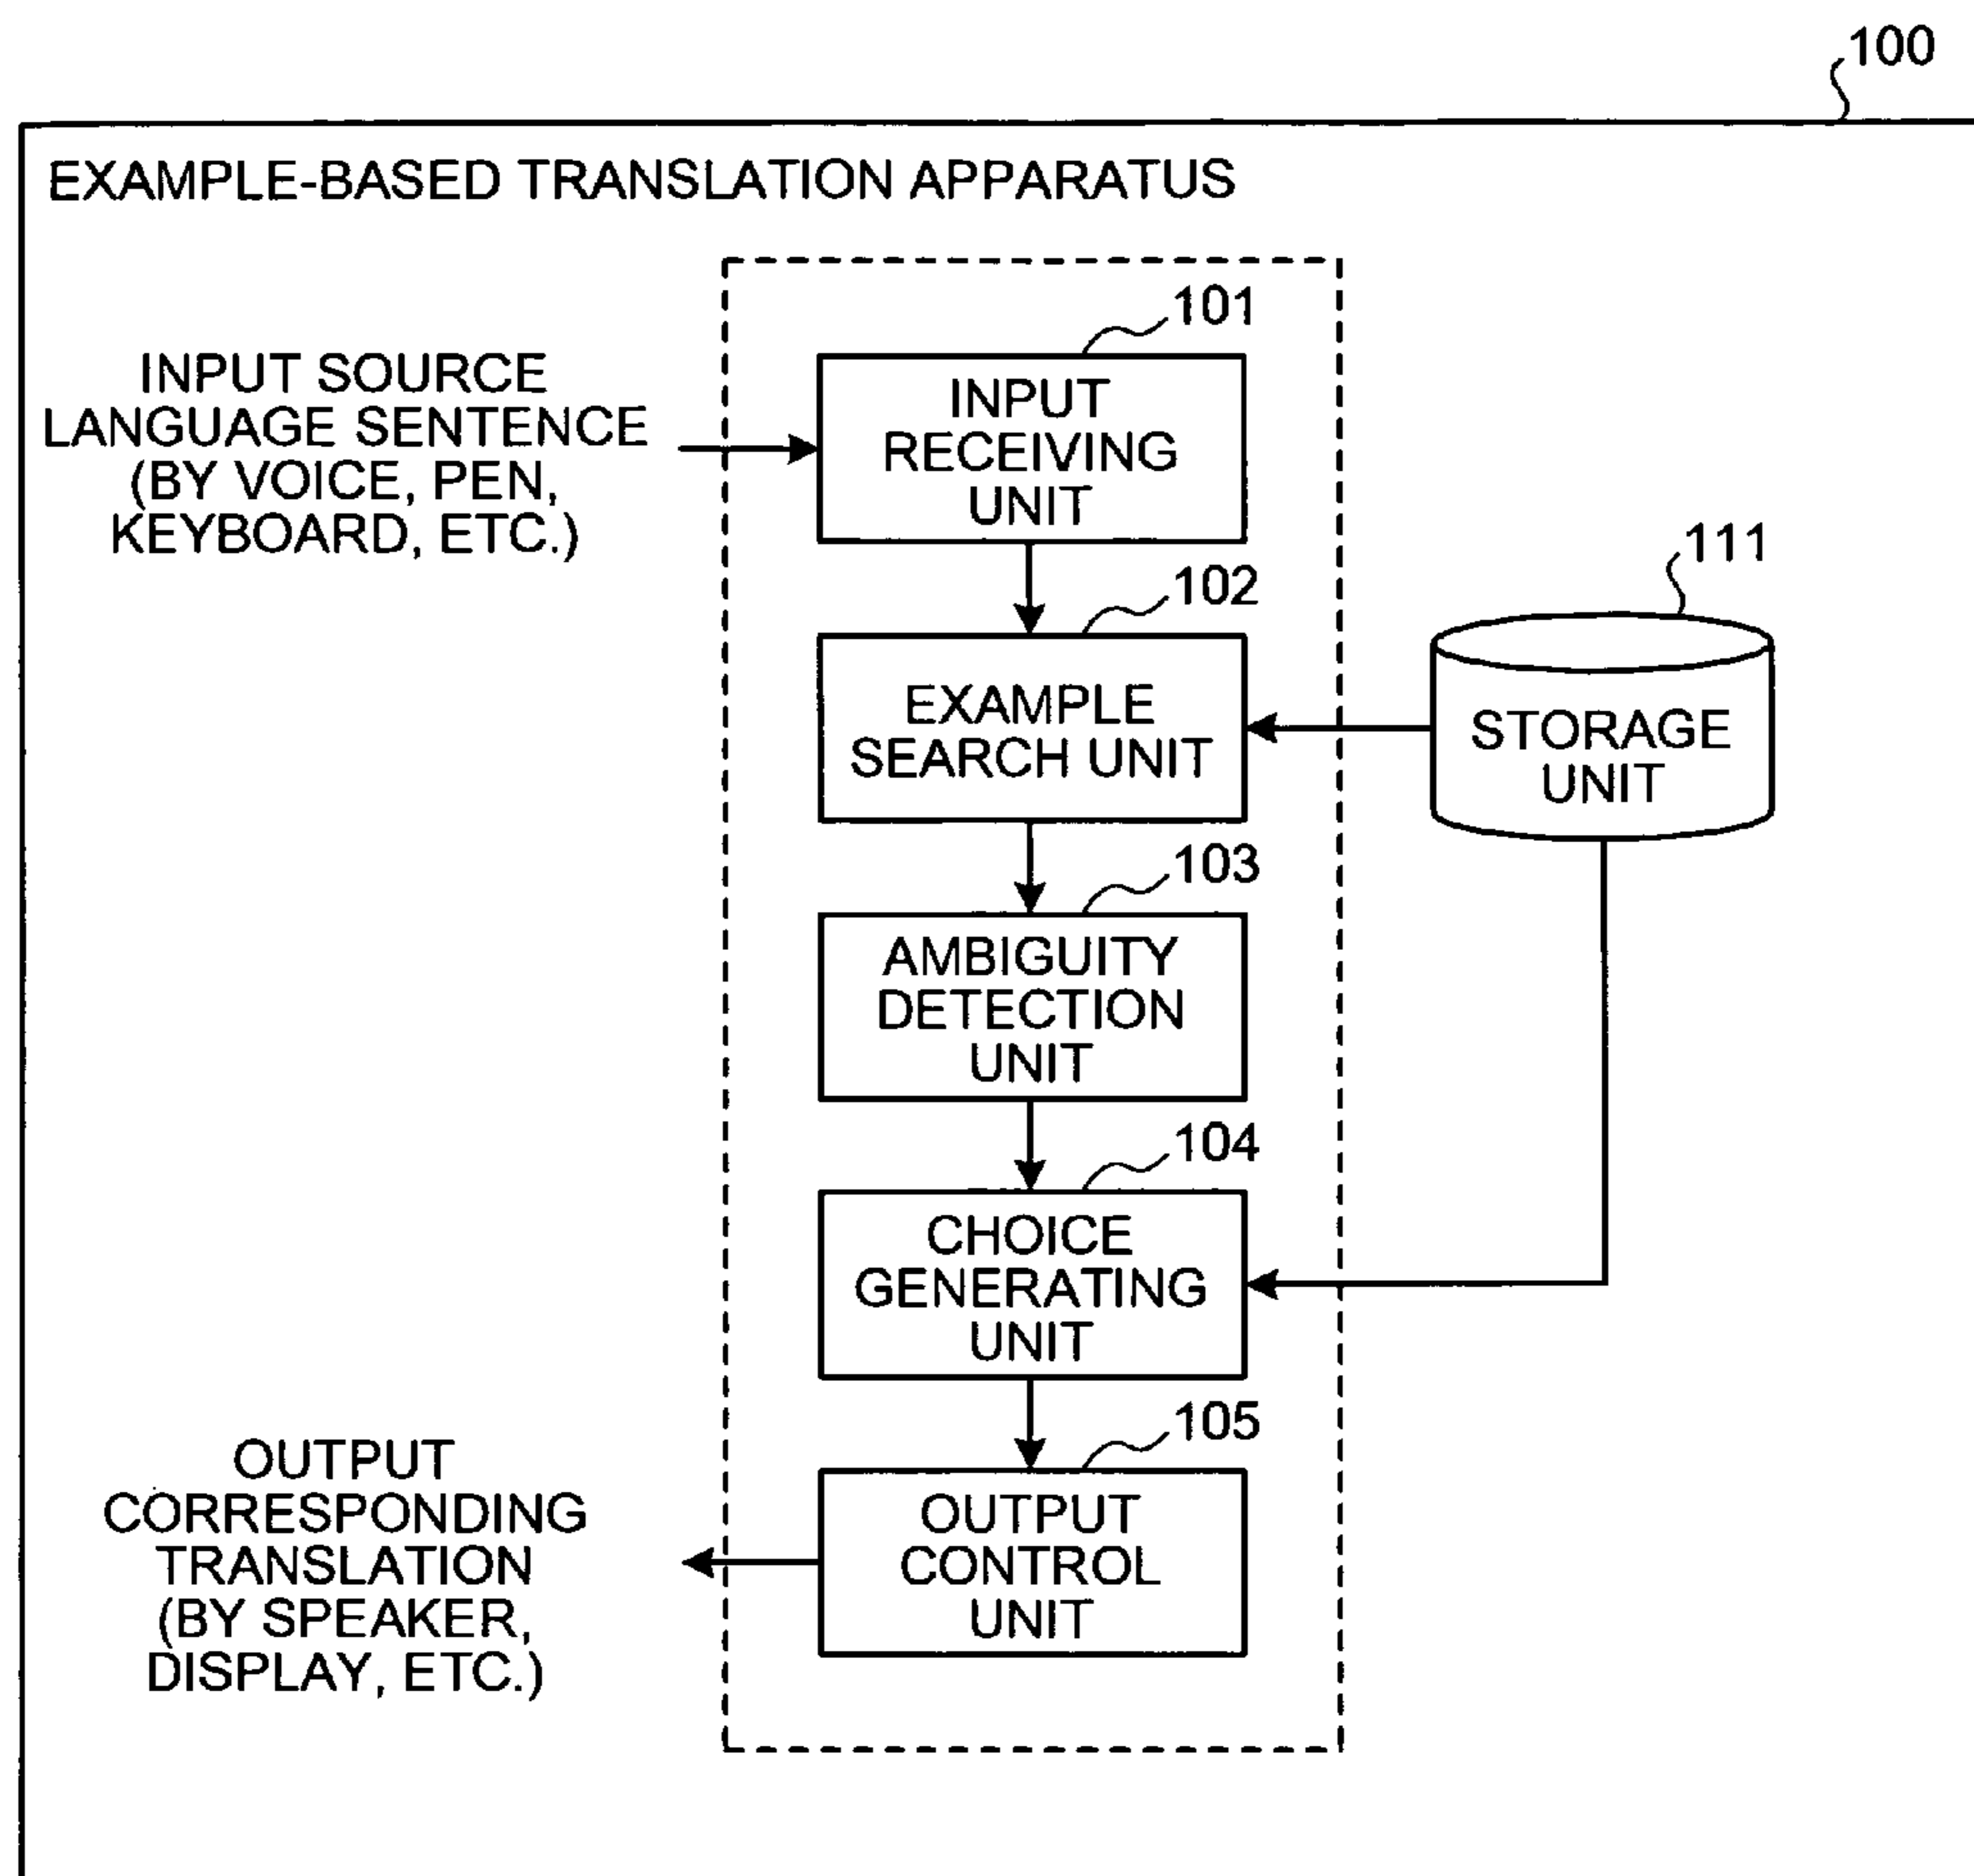 100
EXAMPLE-BASED TRANSLATION APPARATUS
101
INPUT SOURCE
LANGUAGE SENTENCE
(BY VOICE, PEN,
KEYBOARD, ETC.)
INPUT
RECEIVING
UNIT
102
111
EXAMPLE
SEARCH UNIT
STORAGE
UNIT
103
AMBIGUITY
DETECTION
UNIT
104
CHOICE
GENERATING
UNIT
105
OUTPUT
CONTROL
UNIT
OUTPUT
CORRESPONDING
TRANSLATION
(BY SPEAKER,
DISPLAY, ETC.)